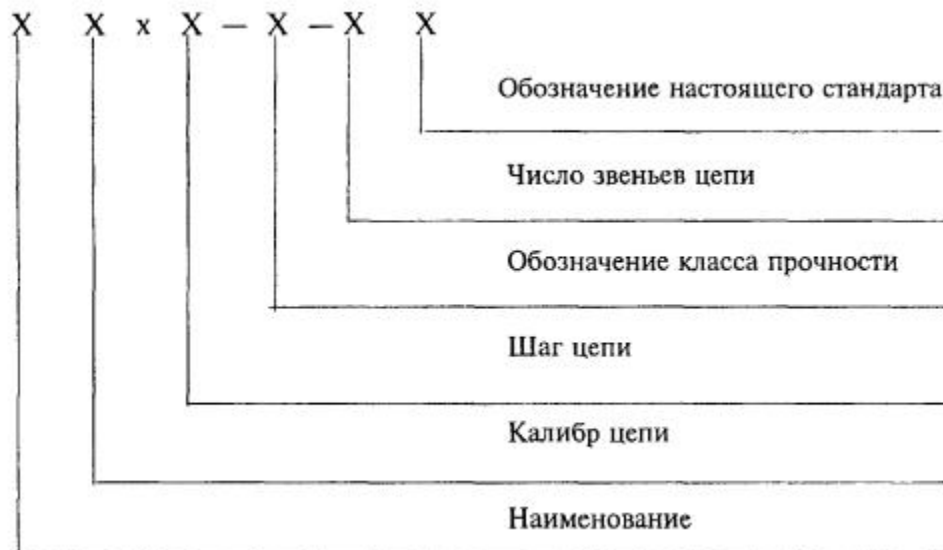 X X x X – X – X X
Обозначение настоящего стандарта
Число звеньев цепи
Обозначение класса прочности
Шаг цепи
Калибр цепи
Наименование